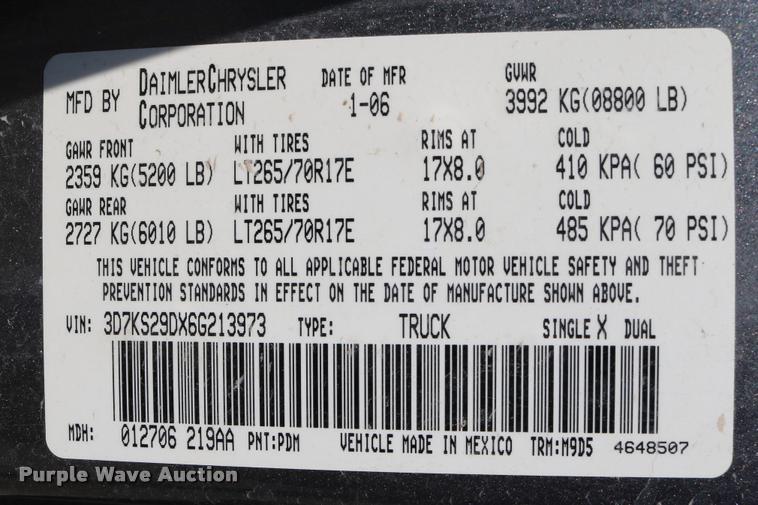 MFD BY DAIMLERCHRYSLER CORPORATION DATE OF MFR 1-06 GVWR 3992 KG(08800 LB)
GAWR FRONT WITH TIRES RIMS AT COLD
2359 KG(5200 LB) LT265/70R17E 17X8.0 410 KPA( 60 PSI)
GAWR REAR WITH TIRES RIMS AT COLD
2727 KG(6010 LB) LT265/70R17E 17X8.0 485 KPA( 70 PSI)
THIS VEHICLE CONFORMS TO ALL APPLICABLE FEDERAL MOTOR VEHICLE SAFETY AND THEFT
PREVENTION STANDARDS IN EFFECT ON THE DATE OF MANUFACTURE SHOWN ABOVE.
VIN: 3D7KS29DX6G213973 TYPE: TRUCK SINGLE X DUAL
MDH: 012706 219AA PNT:PDM VEHICLE MADE IN MEXICO TRM:M9D5 4648507
Purple Wave Auction